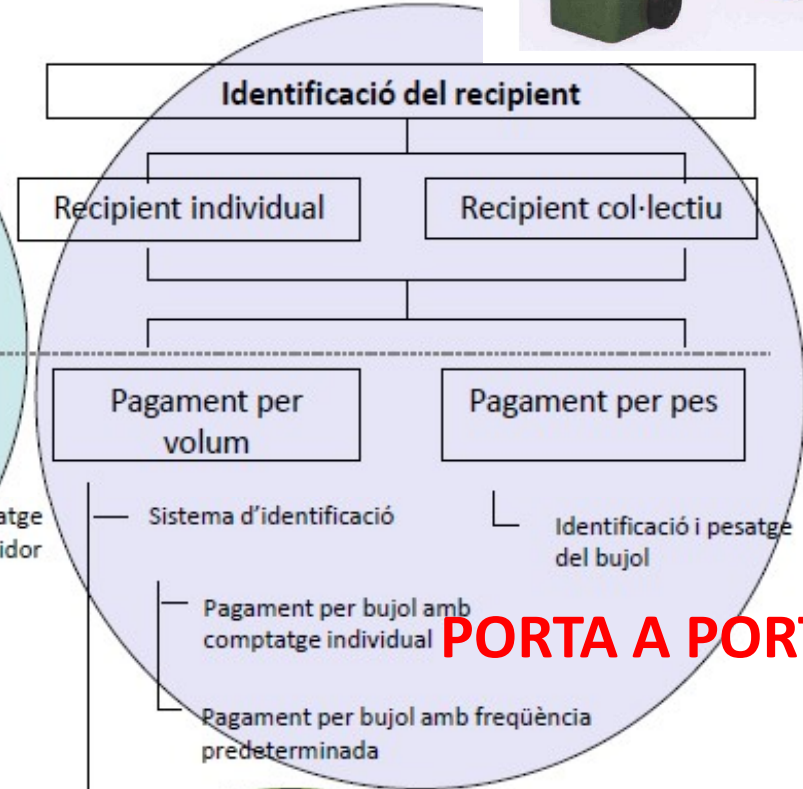 Identificació del recipient
Recipient individual
Recipient col·lectiu
Pagament per
volum
Pagament per pes
Sistema d'identificació
Identificació i pesatge
del bujol
Pagament per bujol amb
comptatge individual
PORTA A PORT
Pagament per bujol amb freqüència
predeterminada